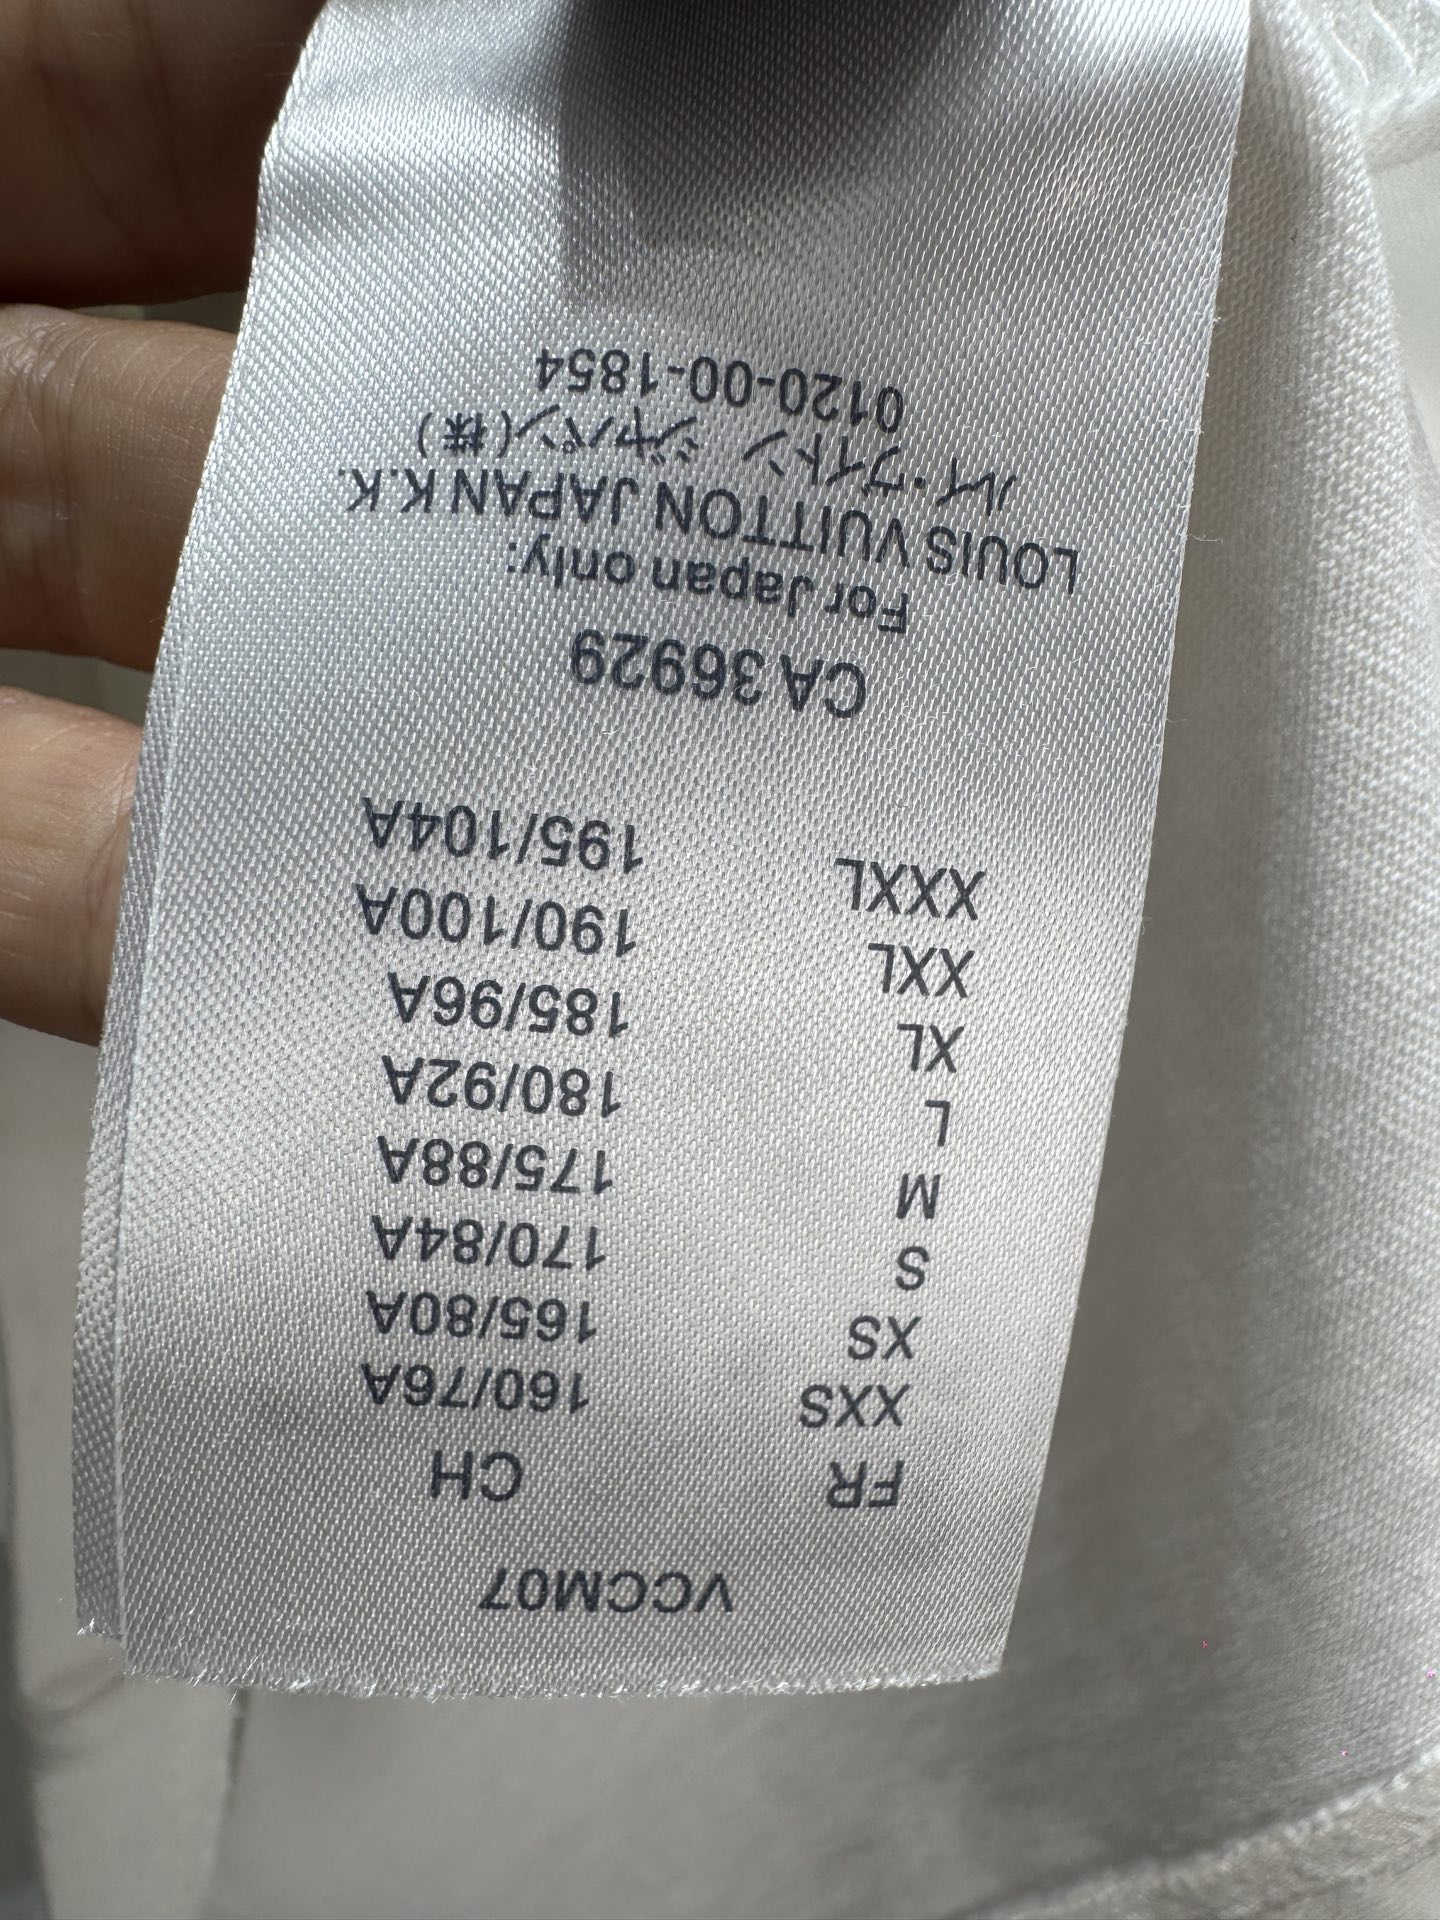 VCCM07
FR CH
XXS 160/76A
XS 165/80A
S 170/84A
M 175/88A
L 180/92A
XL 185/96A
XXL 190/100A
XXXL 195/104A
CA 36929
For Japan only:
LOUIS VUITTON JAPAN K.K.
ルイ・ヴィトン ジャパン(株)
0120-00-1854